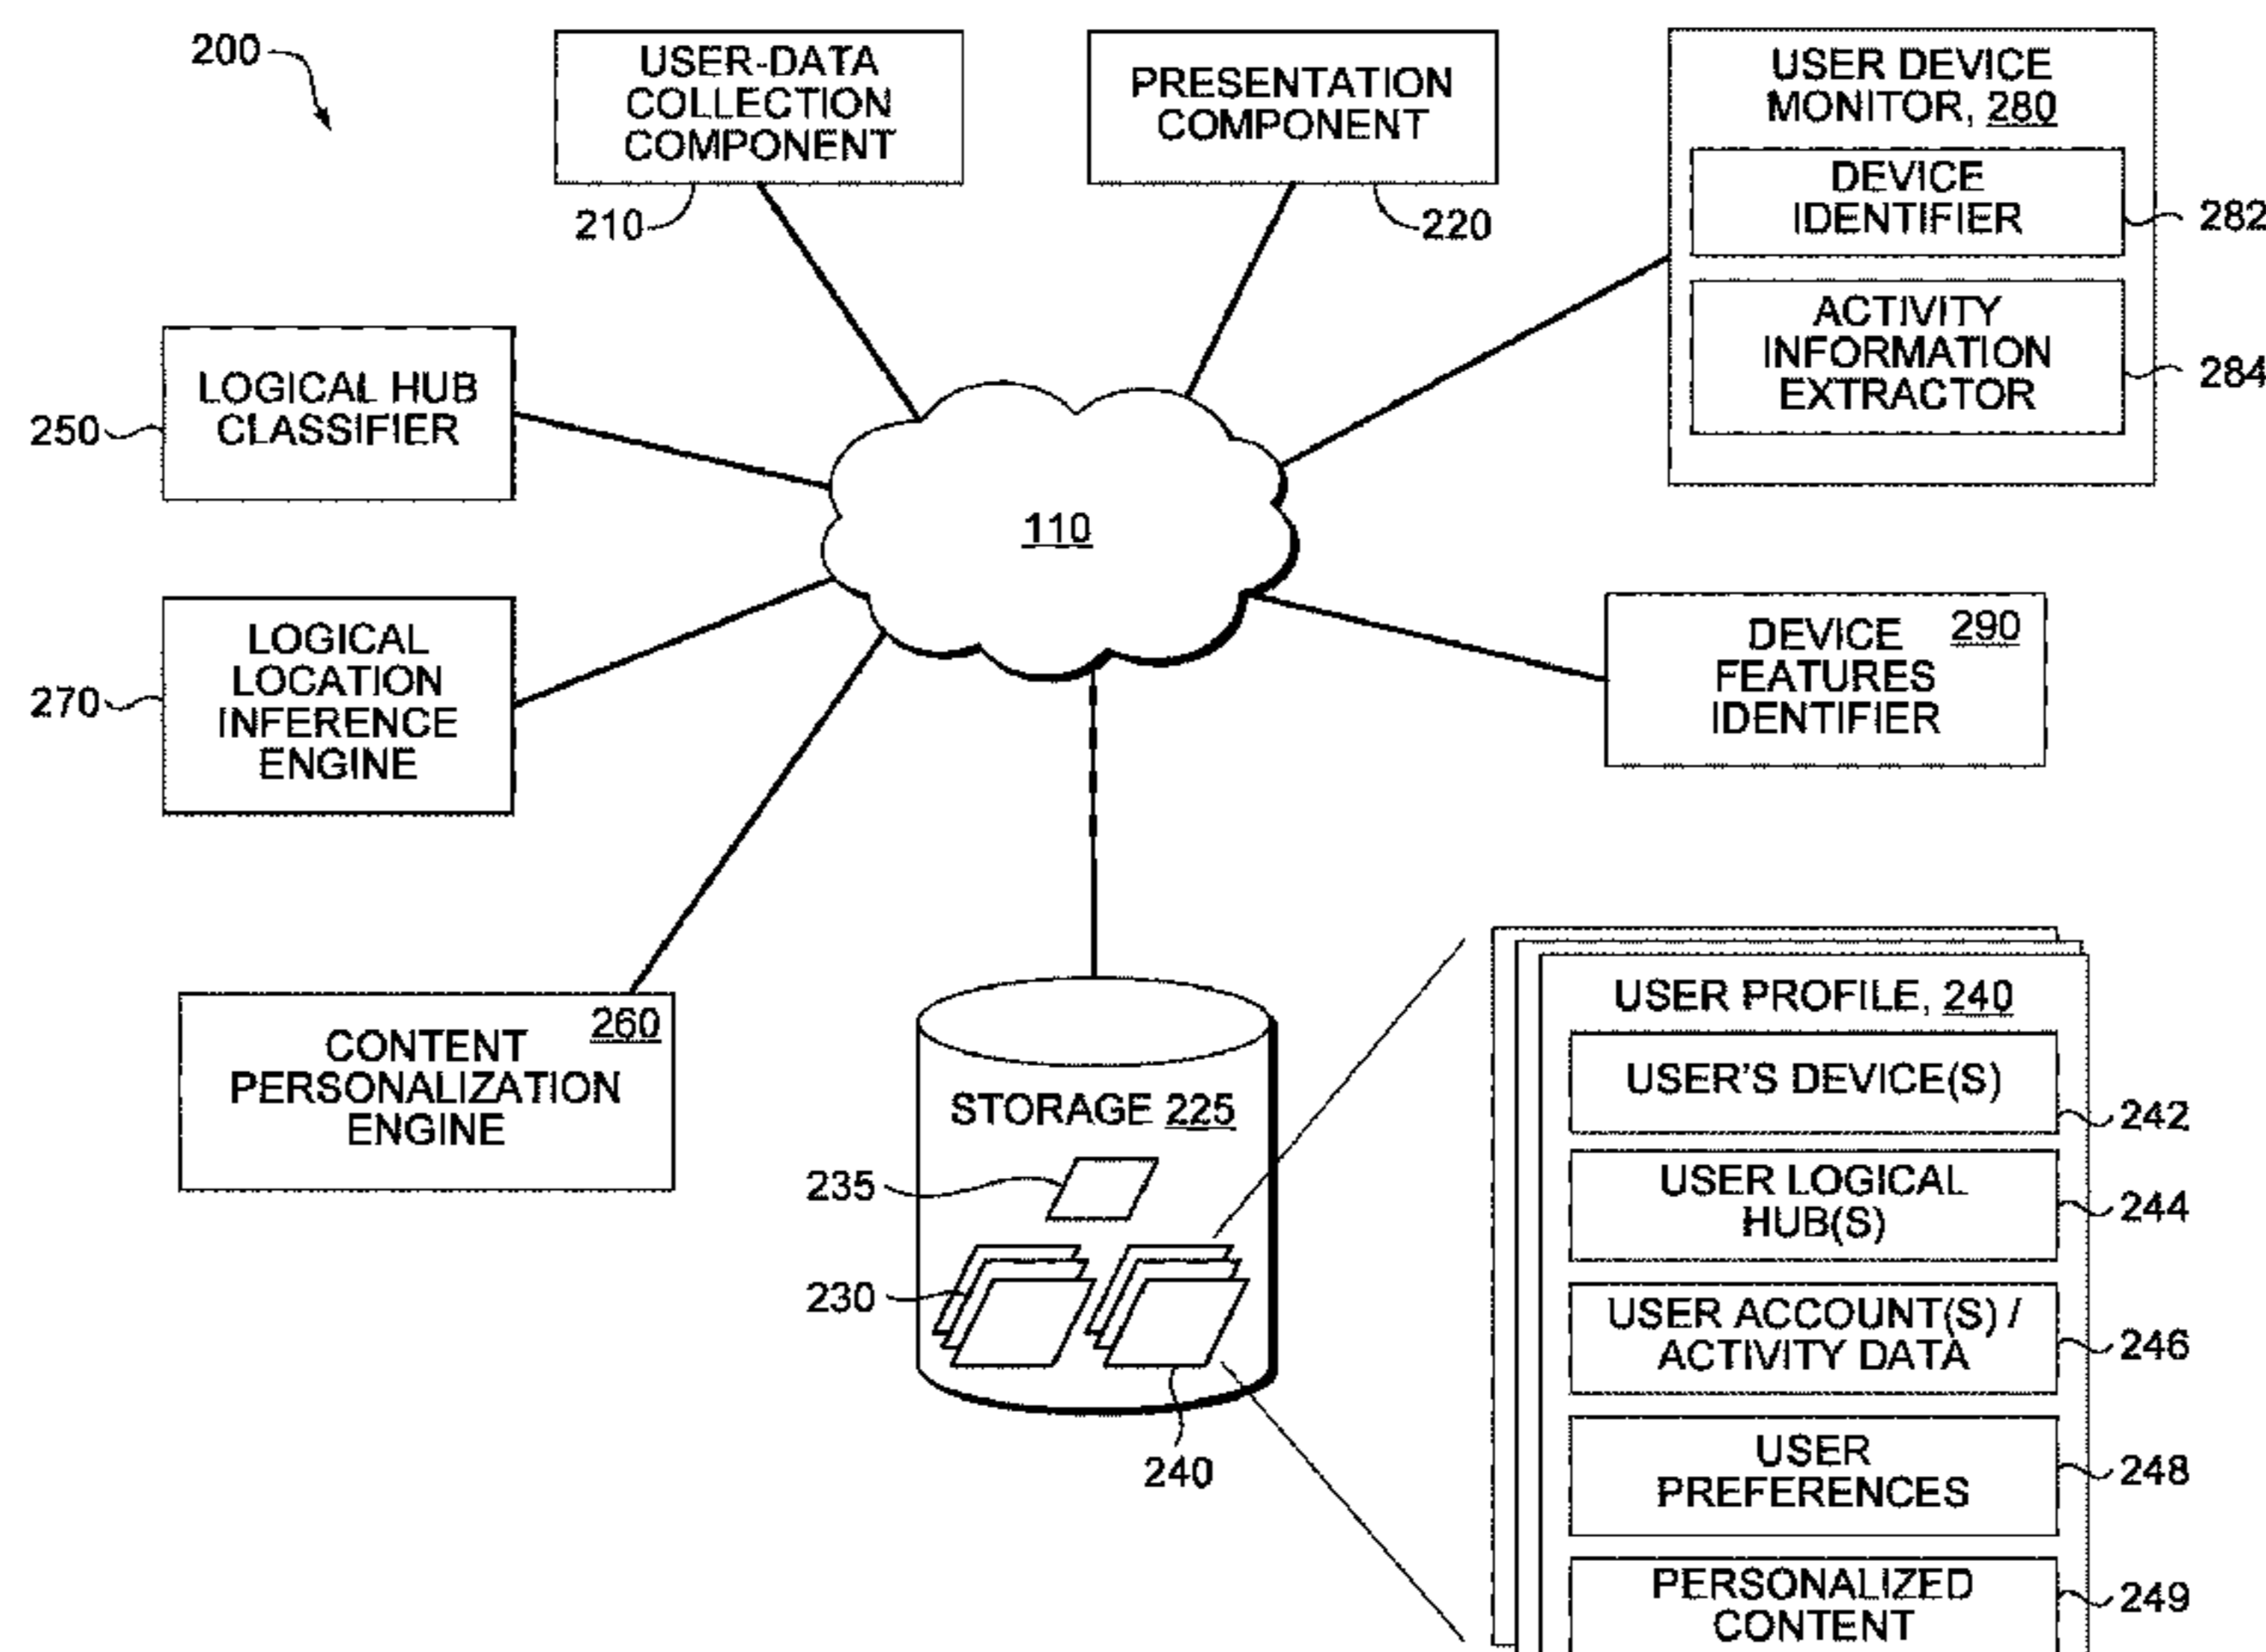 200
USER-DATA
COLLECTION
COMPONENT
210
PRESENTATION
COMPONENT
220
USER DEVICE
MONITOR, 280
DEVICE
IDENTIFIER
282
ACTIVITY
INFORMATION
EXTRACTOR
284
LOGICAL HUB
CLASSIFIER
250
110
LOGICAL
LOCATION
INFERENCE
ENGINE
270
DEVICE
FEATURES
IDENTIFIER
290
CONTENT
PERSONALIZATION
ENGINE
260
STORAGE 225
235
230
240
USER PROFILE, 240
USER'S DEVICE(S)
242
USER LOGICAL
HUB(S)
244
USER ACCOUNT(S) /
ACTIVITY DATA
246
USER
PREFERENCES
248
PERSONALIZED
CONTENT
249